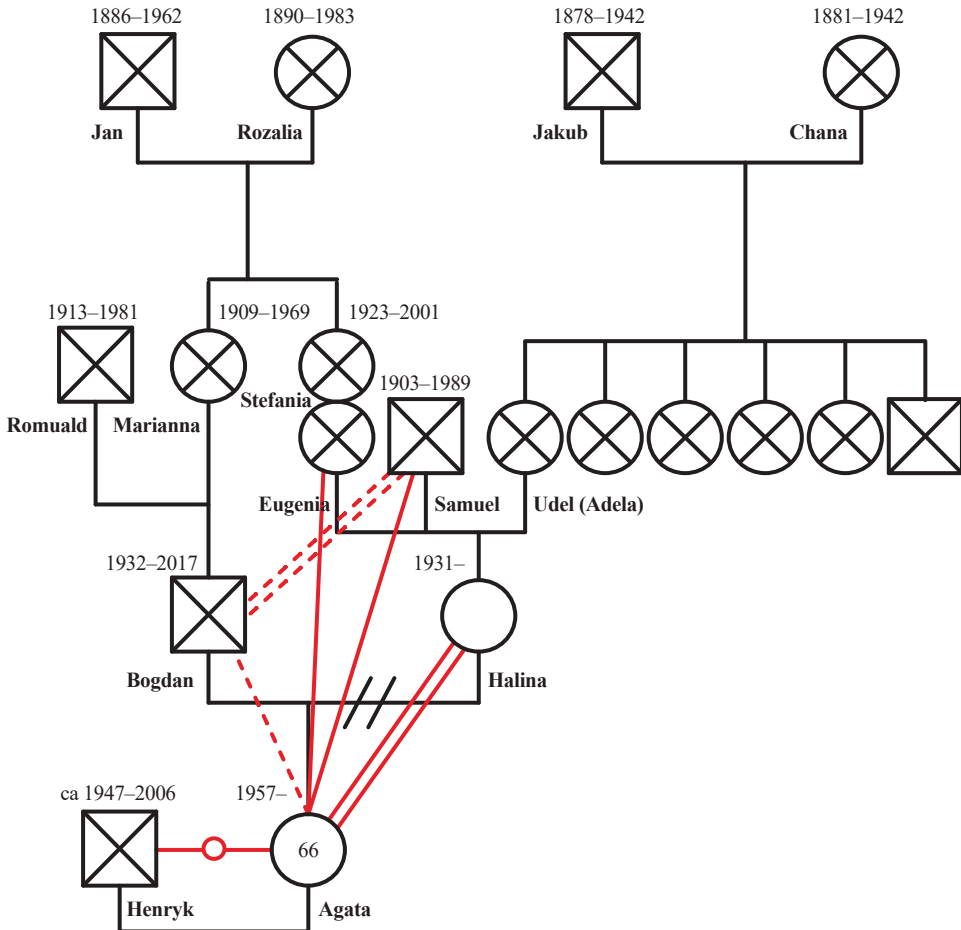 1886–1962
1890–1983
1878–1942
1881–1942
Jan
Rozalia
Jakub
Chana
1913–1981
1909–1969
1923–2001
1903–1989
Stefania
Romuald
Marianna
Eugenia
Samuel
Udel (Adela)
1932–2017
1931–
Bogdan
Halina
ca 1947–2006
1957–
66
Henryk
Agata